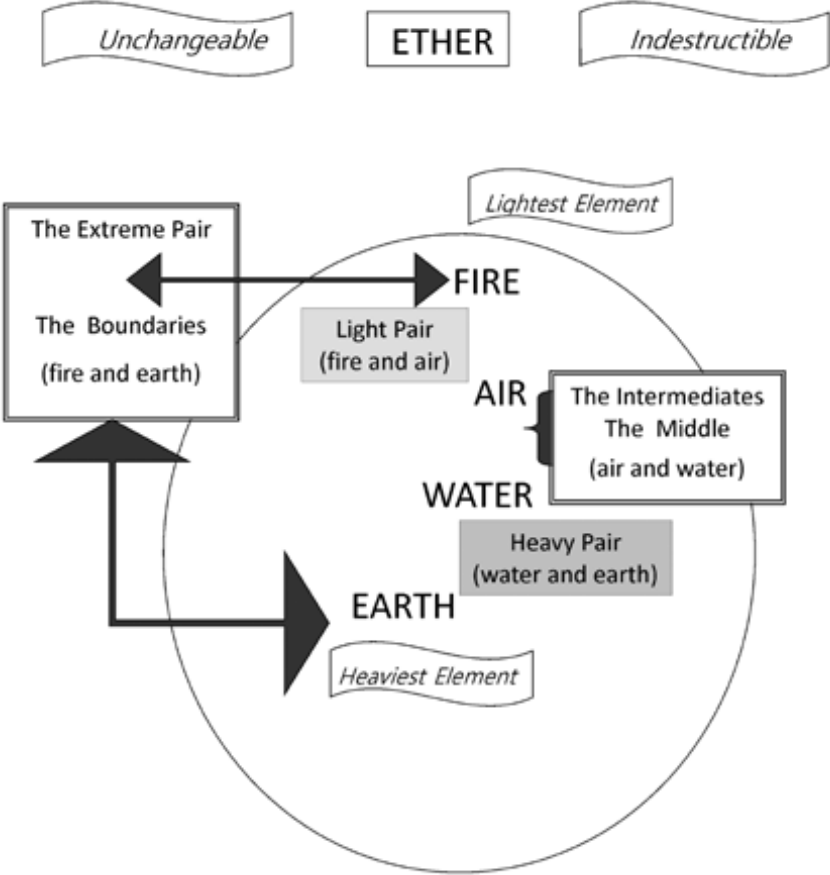 Unchangeable
ETHER
Indestructible
Lightest Element
The Extreme Pair
The Boundaries
(fire and earth)
FIRE
Light Pair
(fire and air)
AIR
The Intermediates
The Middle
(air and water)
WATER
Heavy Pair
(water and earth)
EARTH
Heaviest Element